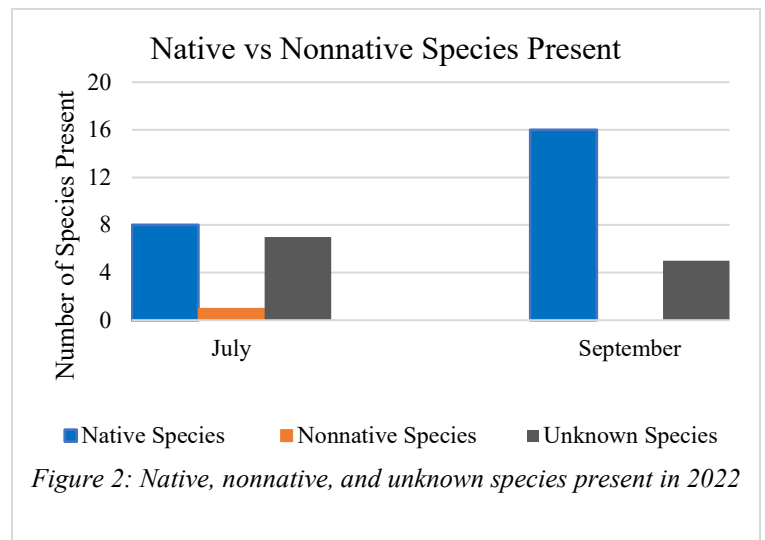 Native vs Nonnative Species Present
Number of Species Present
20
16
12
8
4
0
July September
Native Species Nonnative Species Unknown Species
Figure 2: Native, nonnative, and unknown species present in 2022